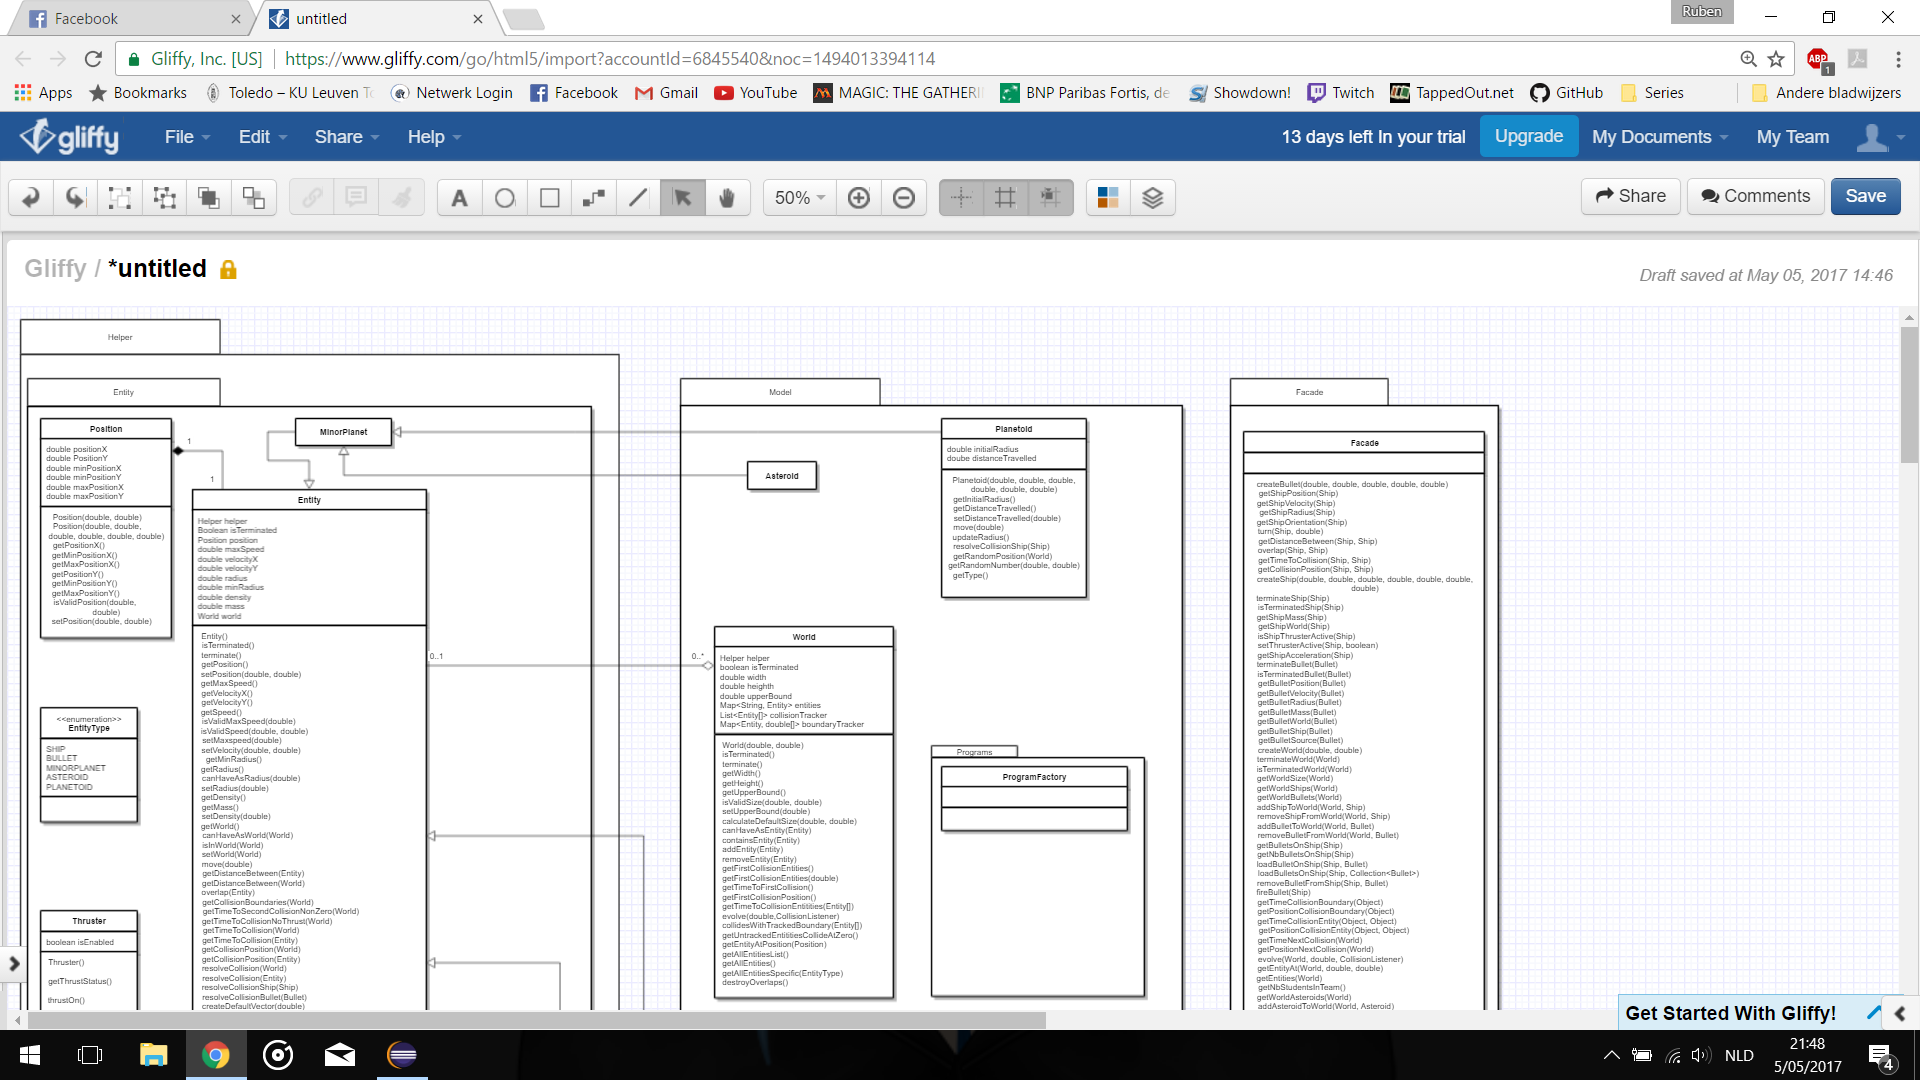 Facebook
untitled
Ruben
Gliffy, Inc. [US]
https://www.gliffy.com/go/html5/import?accountId=6845540&noc=1494013394114
ABP
1
Apps
Bookmarks
Toledo – KU Leuven To
Netwerk Login
Facebook
Gmail
YouTube
MAGIC: THE GATHERI
BNP Paribas Fortis, de
Showdown!
Twitch
TappedOut.net
GitHub
Series
Andere bladwijzers
gliffy
File
Edit
Share
Help
13 days left In your trial
Upgrade
My Documents
My Team
A
50%
Share
Comments
Save
Gliffy / *untitled
Draft saved at May 05, 2017 14:46
Helper
Entity
Position
double positionX
double PositionY
double minPositionX
double minPositionY
double maxPositionX
double maxPositionY
Position(double, double)
Position(double, double,
double, double, double, double)
getPositionX()
getMinPositionX()
getMaxPositionX()
getPositionY()
getMinPositionY()
getMaxPositionY()
isValidPosition(double,
double)
setPosition(double, double)
1
1
MinorPlanet
Entity
Helper helper
Boolean isTerminated
Position position
double maxSpeed
double velocityX
double velocityY
double radius
double minRadius
double density
double mass
World world
Entity()
isTerminated()
terminate()
getPosition()
setPosition(double, double)
getMaxSpeed()
getVelocityX()
getVelocityY()
getSpeed()
isValidMaxSpeed(double)
isValidSpeed(double, double)
setMaxspeed(double)
setVelocity(double, double)
getMinRadius()
getRadius()
canHaveAsRadius(double)
setRadius(double)
getDensity()
getMass()
setDensity(double)
getWorld()
canHaveAsWorld(World)
isInWorld(World)
setWorld(World)
move(double)
getDistanceBetween(Entity)
getDistanceBetween(World)
overlap(Entity)
getCollisionBoundaries(World)
getTimeToSecondCollisionNonZero(World)
getTimeToCollisionNoThrust(World)
getTimeToCollision(World)
getTimeToCollision(Entity)
getCollisionPosition(World)
getCollisionPosition(Entity)
resolveCollision(World)
resolveCollision(Entity)
resolveCollisionShip(Ship)
resolveCollisionBullet(Bullet)
createDefaultVector(double)
<<enumeration>>
EntityType
SHIP
BULLET
MINORPLANET
ASTEROID
PLANETOID
Thruster
boolean isEnabled
Thruster()
getThrustStatus()
thrustOn()
0..1
0..*
Model
Asteroid
Planetoid
double initialRadius
doube distanceTravelled
Planetoid(double, double, double,
double, double, double)
getInitialRadius()
getDistanceTravelled()
setDistanceTravelled(double)
move(double)
updateRadius()
resolveCollisionShip(Ship)
getRandomPosition(World)
getRandomNumber(double, double)
getType()
World
Helper helper
boolean isTerminated
double width
double heighth
double upperBound
Map<String, Entity> entities
List<Entity[]> collisionTracker
Map<Entity, double[]> boundaryTracker
World(double, double)
isTerminated()
terminate()
getWidth()
getHeight()
getUpperBound()
isValidSize(double, double)
setUpperBound(double)
calculateDefaultSize(double, double)
canHaveAsEntity(Entity)
containsEntity(Entity)
addEntity(Entity)
removeEntity(Entity)
getFirstCollisionEntities()
getFirstCollisionEntities(double)
getTimeToFirstCollision()
getFirstCollisionPosition()
getTimeToCollisionEntitities(Entity[])
evolve(double,CollisionListener)
collidesWithTrackedBoundary(Entity[])
getUntrackedEntititiesCollideAtZero()
getEntityAtPosition(Position)
getAllEntitiesList()
getAllEntities()
getAllEntitiesSpecific(EntityType)
destroyOverlaps()
Programs
ProgramFactory
Facade
Facade
createBullet(double, double, double, double, double)
getShipPosition(Ship)
getShipVelocity(Ship)
getShipRadius(Ship)
getShipOrientation(Ship)
turn(Ship, double)
getDistanceBetween(Ship, Ship)
overlap(Ship, Ship)
getTimeToCollision(Ship, Ship)
getCollisionPosition(Ship, Ship)
createShip(double, double, double, double, double, double,
double)
terminateShip(Ship)
isTerminatedShip(Ship)
getShipMass(Ship)
getShipWorld(Ship)
isShipThrusterActive(Ship)
setThrusterActive(Ship, boolean)
getShipAcceleration(Ship)
terminateBullet(Bullet)
isTerminatedBullet(Bullet)
getBulletPosition(Bullet)
getBulletVelocity(Bullet)
getBulletRadius(Bullet)
getBulletMass(Bullet)
getBulletWorld(Bullet)
getBulletShip(Bullet)
getBulletSource(Bullet)
createWorld(double, double)
terminateWorld(World)
isTerminatedWorld(World)
getWorldSize(World)
getWorldShips(World)
getWorldBullets(World)
addShipToWorld(World, Ship)
removeShipFromWorld(World, Ship)
addBulletToWorld(World, Bullet)
removeBulletFromWorld(World, Bullet)
getBulletsOnShip(Ship)
getNbBulletsOnShip(Ship)
loadBulletOnShip(Ship, Bullet)
loadBulletsOnShip(Ship, Collection<Bullet>)
removeBulletFromShip(Ship, Bullet)
fireBullet(Ship)
getTimeCollisionBoundary(Object)
getPositionCollisionBoundary(Object)
getTimeCollisionEntity(Object, Object)
getPositionCollisionEntity(Object, Object)
getTimeNextCollision(World)
getPositionNextCollision(World)
evolve(World, double, CollisionListener)
getEntityAt(World, double, double)
getEntities(World)
getNbStudentsInTeam()
getWorldAsteroids(World)
addAsteroidToWorld(World, Asteroid)
Get Started With Gliffy!
NLD
21:48
5/05/2017
4